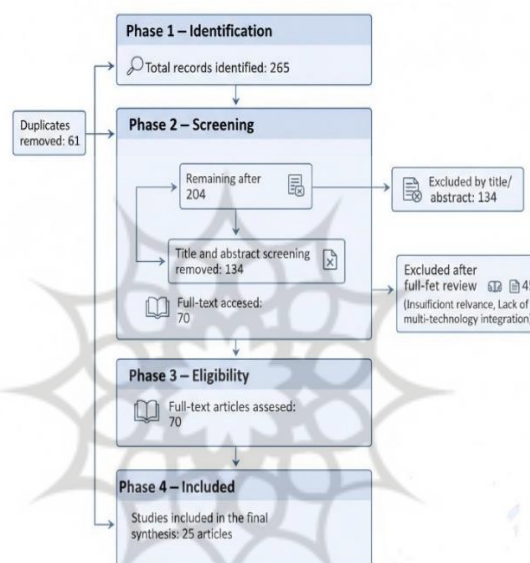 Phase 1 – Identification
Total records identified: 265
Duplicates
removed: 61
Phase 2 – Screening
Remaining after
204
Excluded by title/
abstract: 134
Title and abstract screening
removed: 134
Full-text accesed:
70
Excluded after
full-fet review 45
(Insufficient relvance, Lack of
multi-technology integration)
Phase 3 – Eligibility
Full-text articles assesed:
70
Phase 4 – Included
Studies included in the final
synthesis: 25 articles